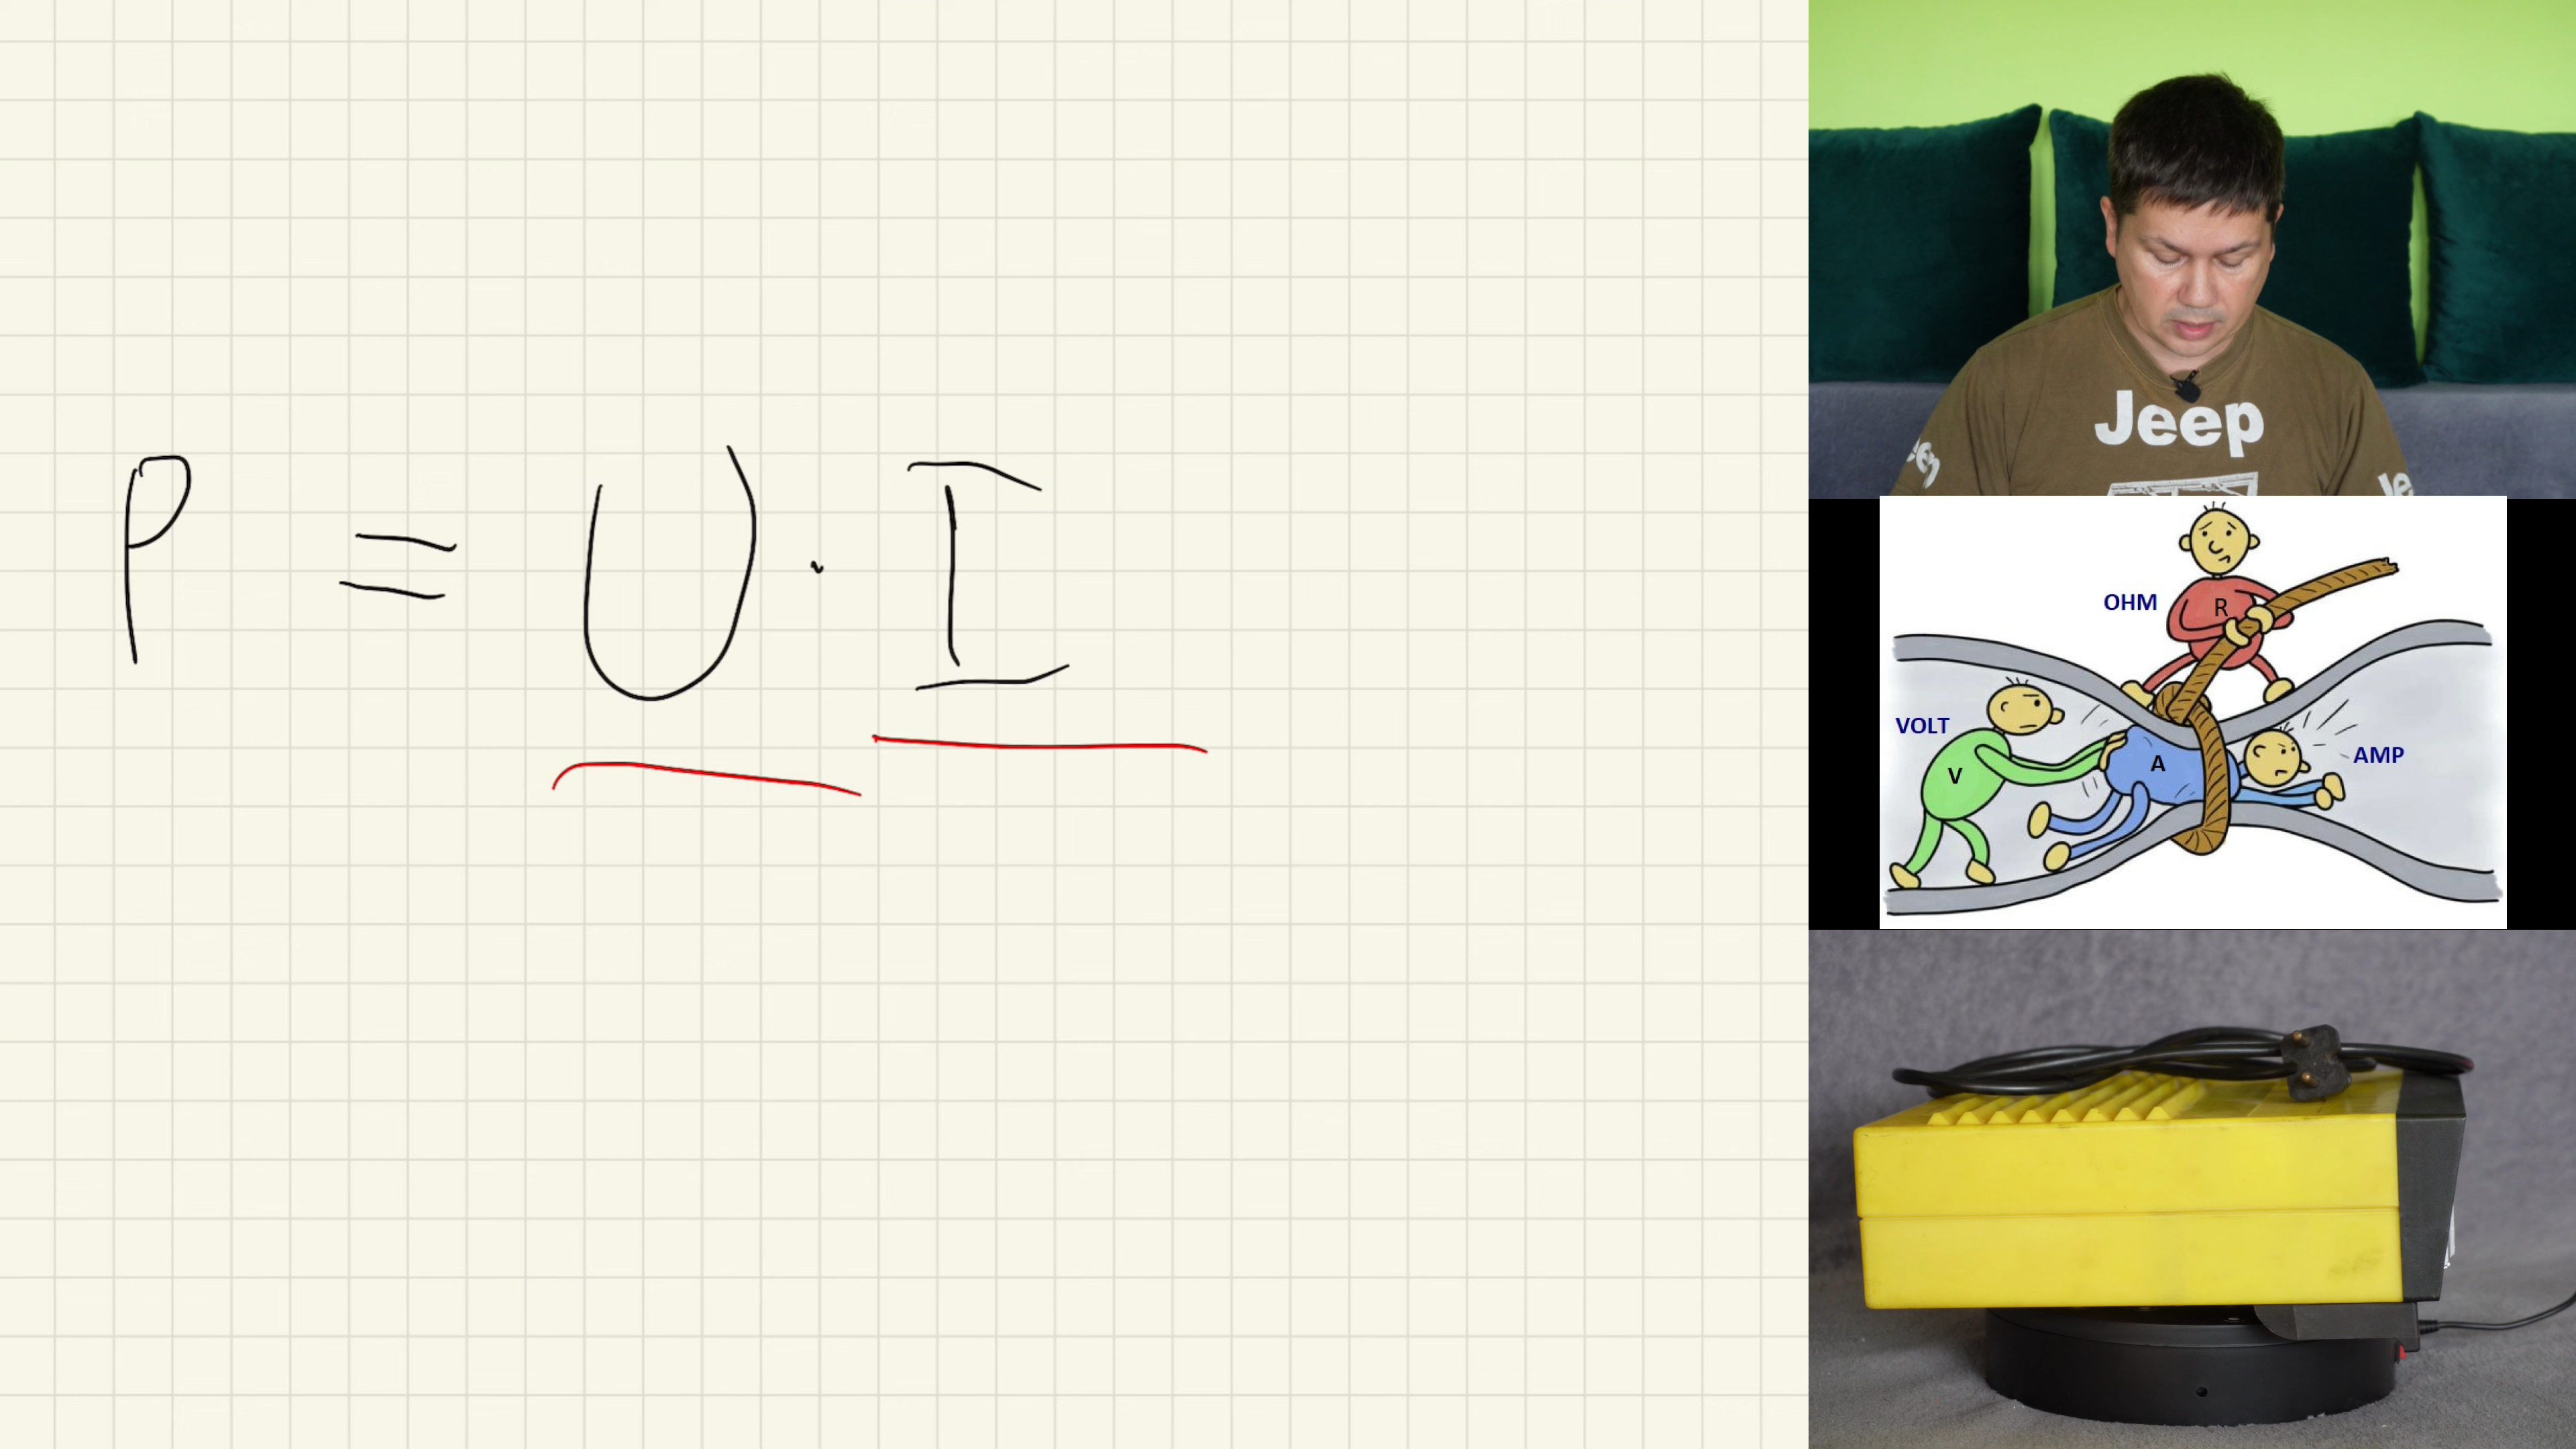 P = U · I
Jeep
OHM
R
VOLT
V
A
AMP